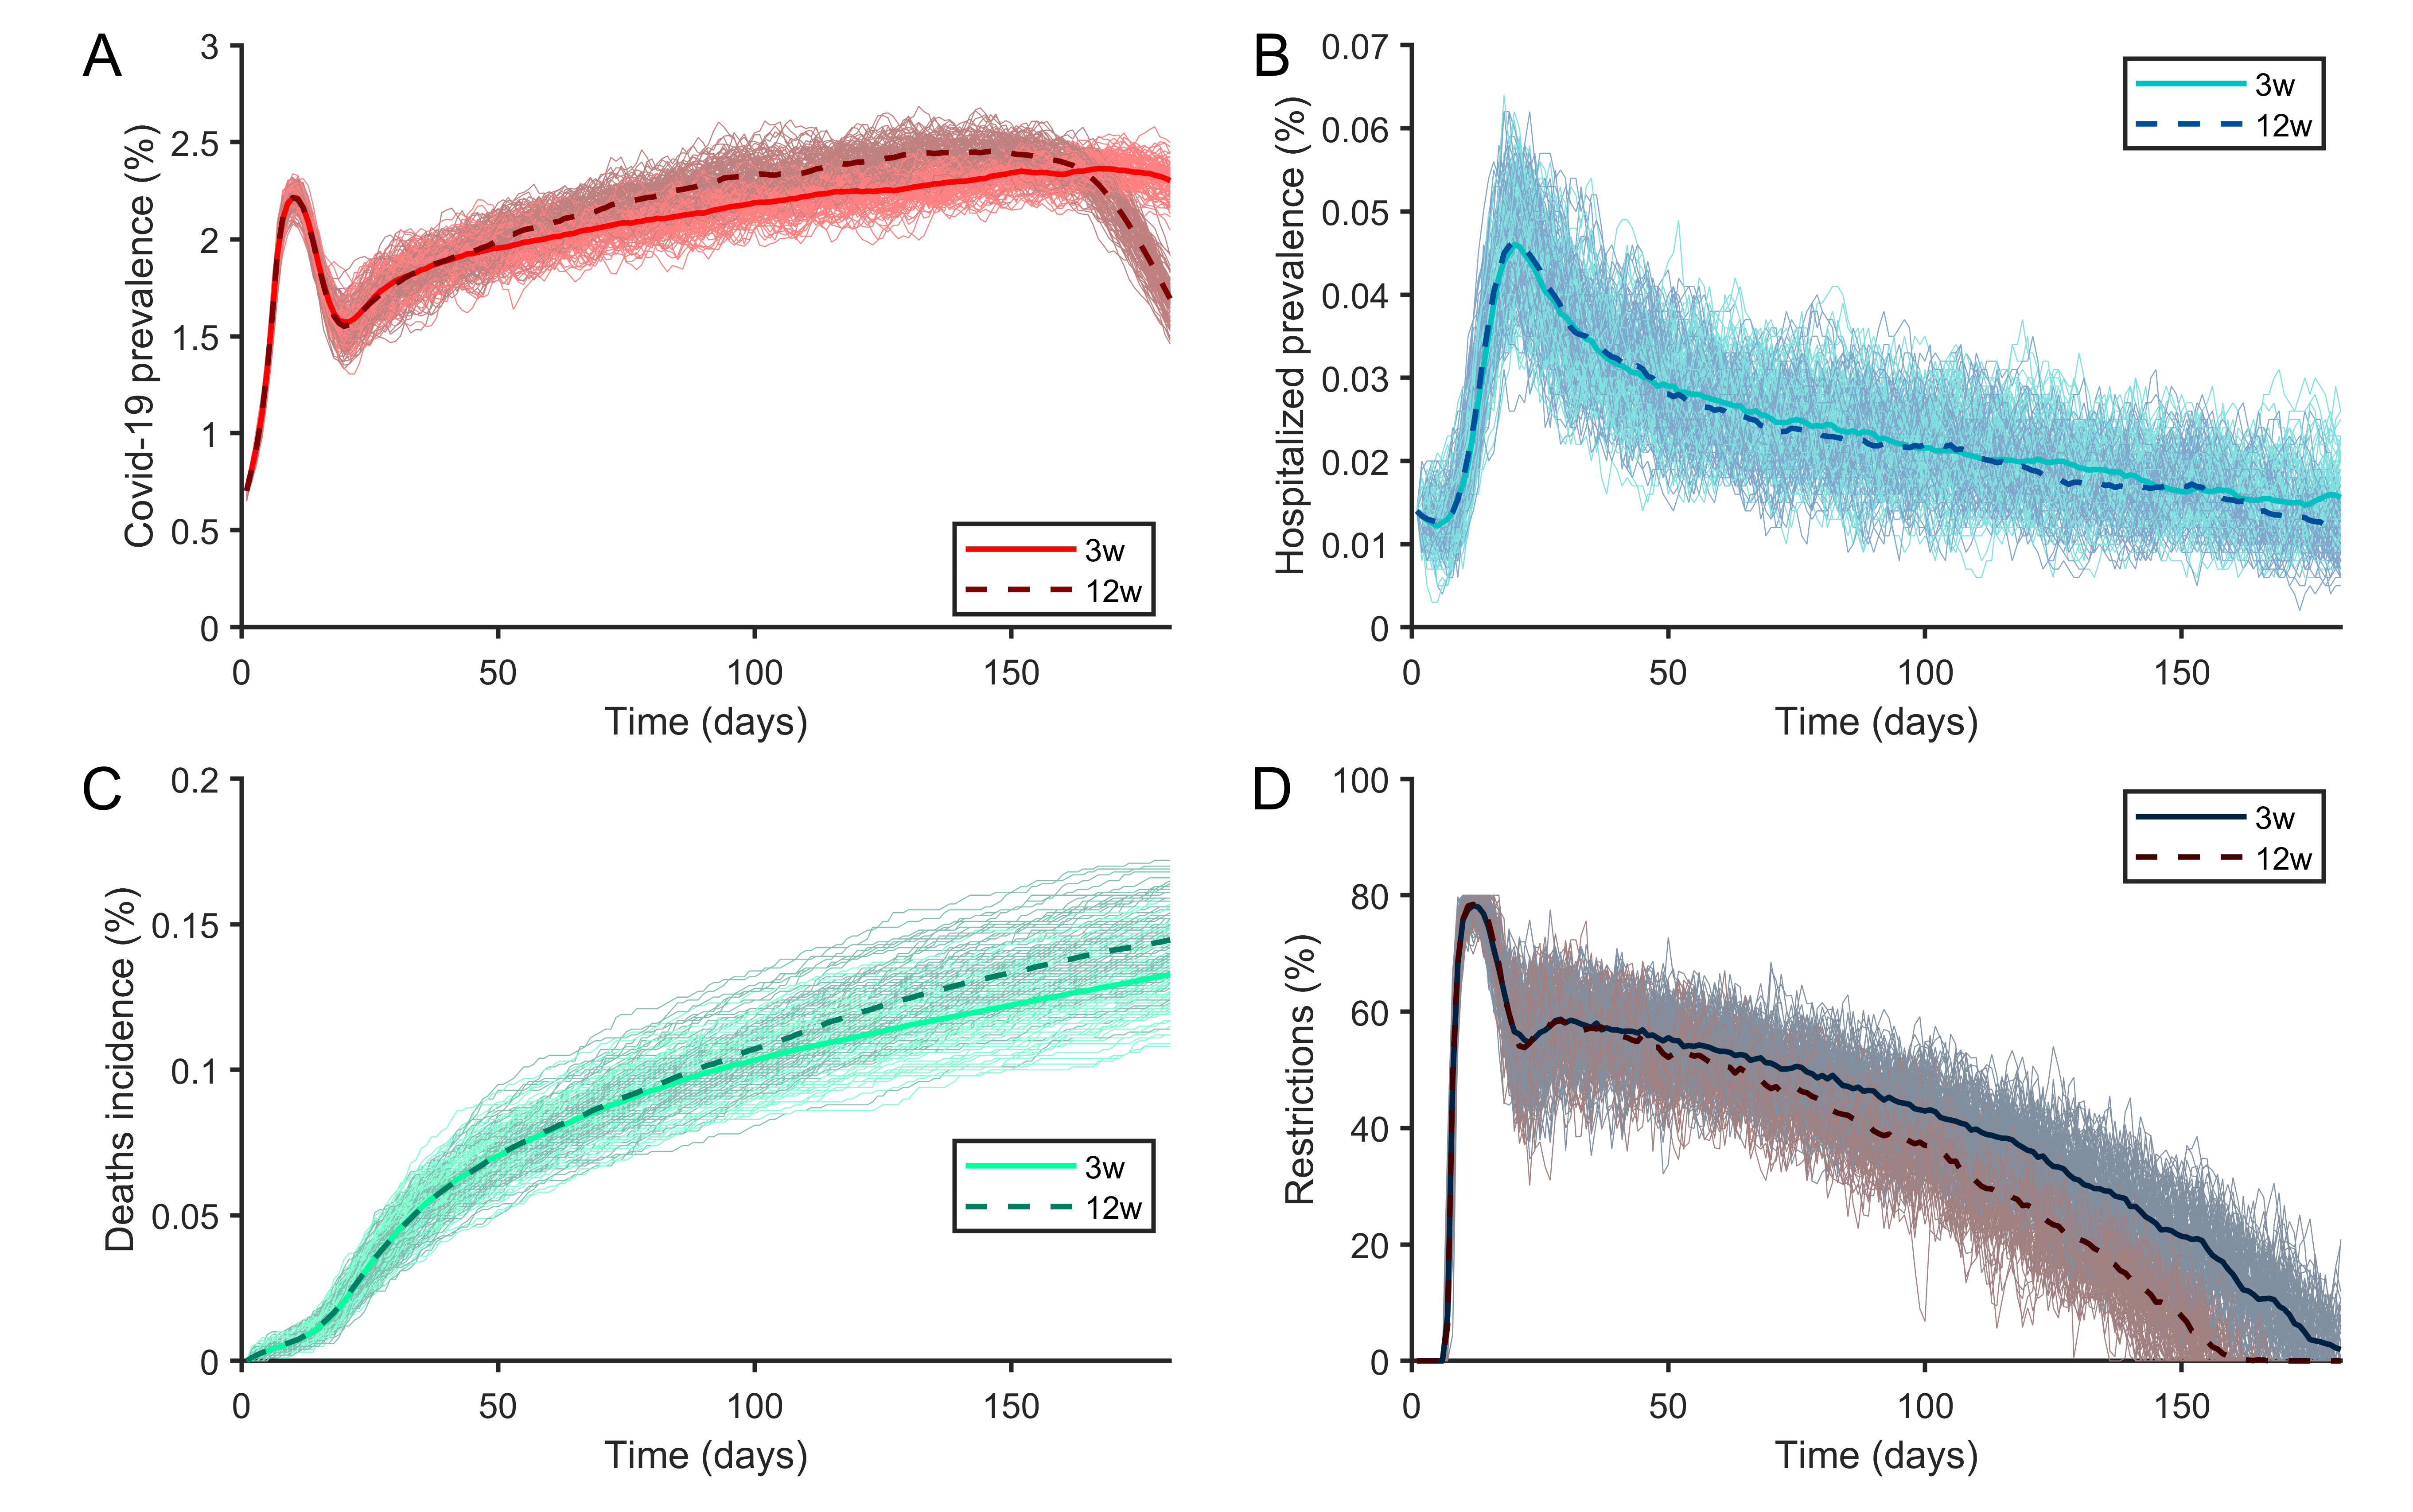 A
Covid-19 prevalence (%)
3
2.5
2
1.5
1
0.5
0
0 50 100 150
Time (days)
3w
12w
B
Hospitalized prevalence (%)
0.07
0.06
0.05
0.04
0.03
0.02
0.01
0
0 50 100 150
Time (days)
3w
12w
C
Deaths incidence (%)
0.2
0.15
0.1
0.05
0
0 50 100 150
Time (days)
3w
12w
D
Restrictions (%)
100
80
60
40
20
0
0 50 100 150
Time (days)
3w
12w